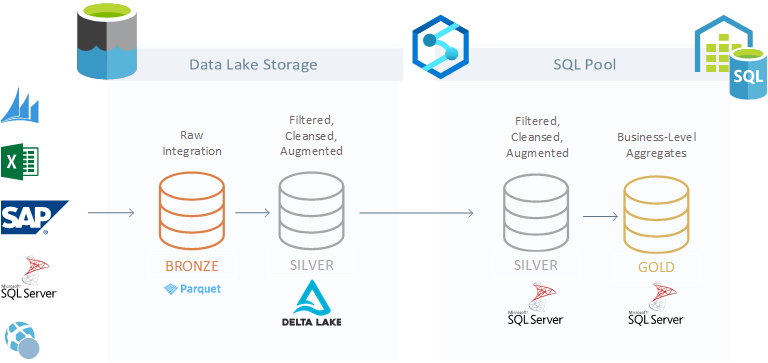 Data Lake Storage
SQL Pool
SQL
Raw
Integration
Filtered,
Cleansed,
Augmented
Filtered,
Cleansed,
Augmented
Business-Level
Aggregates
X
SAP
®
BRONZE
SILVER
SILVER
GOLD
Parquet
DELTA LAKE
Microsoft
SQL Server
Microsoft
SQL Server
Microsoft
SQL Server